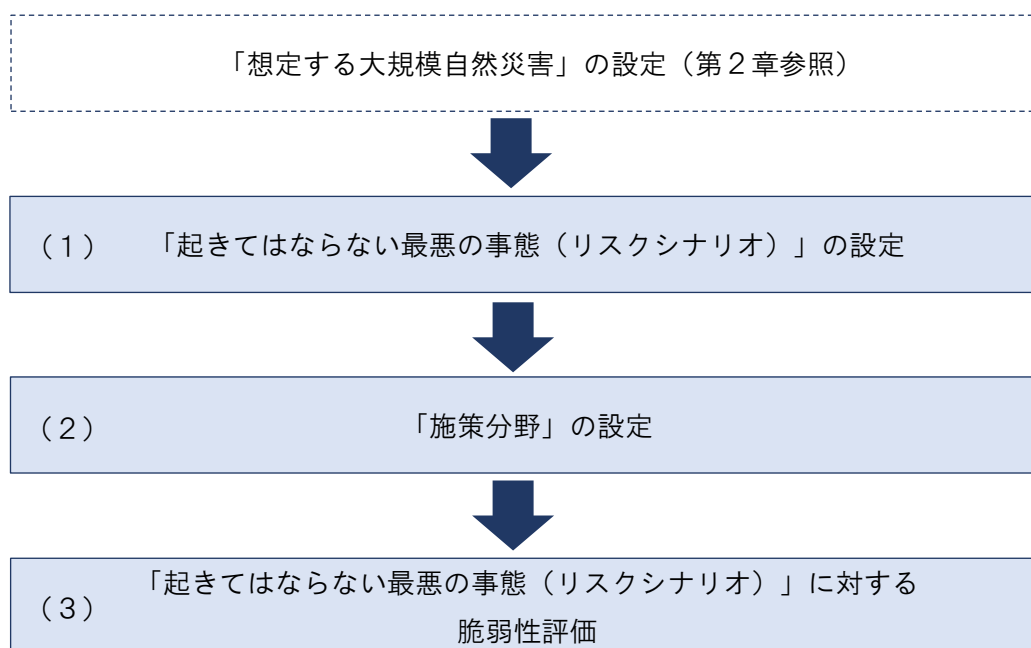 「想定する大規模自然災害」の設定（第２章参照）
（１）　「起きてはならない最悪の事態（リスクシナリオ）」の設定
（２）　「施策分野」の設定
（３）　「起きてはならない最悪の事態（リスクシナリオ）」に対する
脆弱性評価